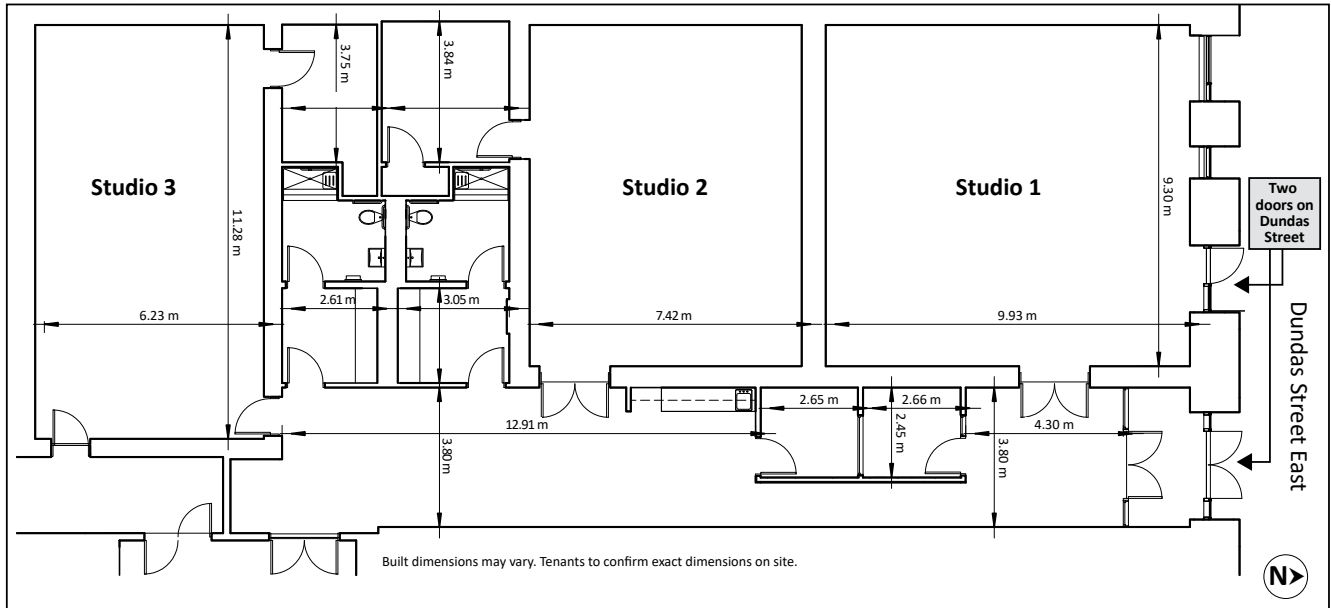 3.75 m
3.84 m
Studio 3
Studio 2
Studio 1
9.30 m
Two
doors on
Dundas
Street
11.28 m
2.61 m
3.05 m
6.23 m
7.42 m
9.93 m
Dundas Street East
2.65 m
2.66 m
12.91 m
2.45 m
4.30 m
3.80 m
3.80 m
Built dimensions may vary. Tenants to confirm exact dimensions on site.
N